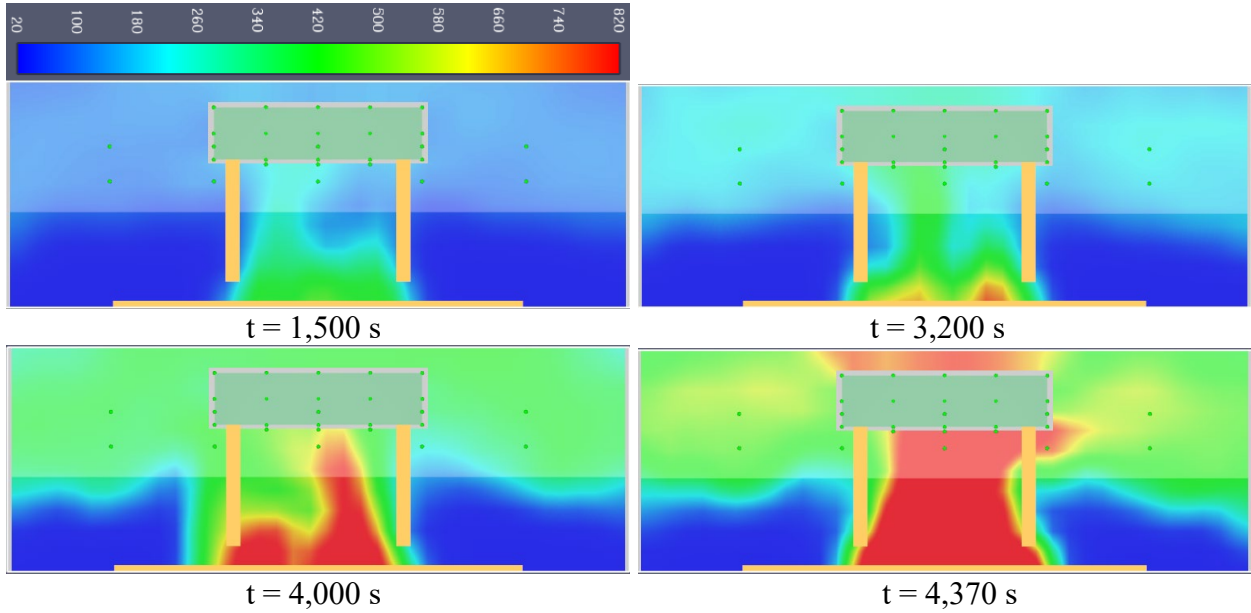 20 100 180 260 340 420 500 580 660 740 820
t = 1,500 s
t = 3,200 s
t = 4,000 s
t = 4,370 s